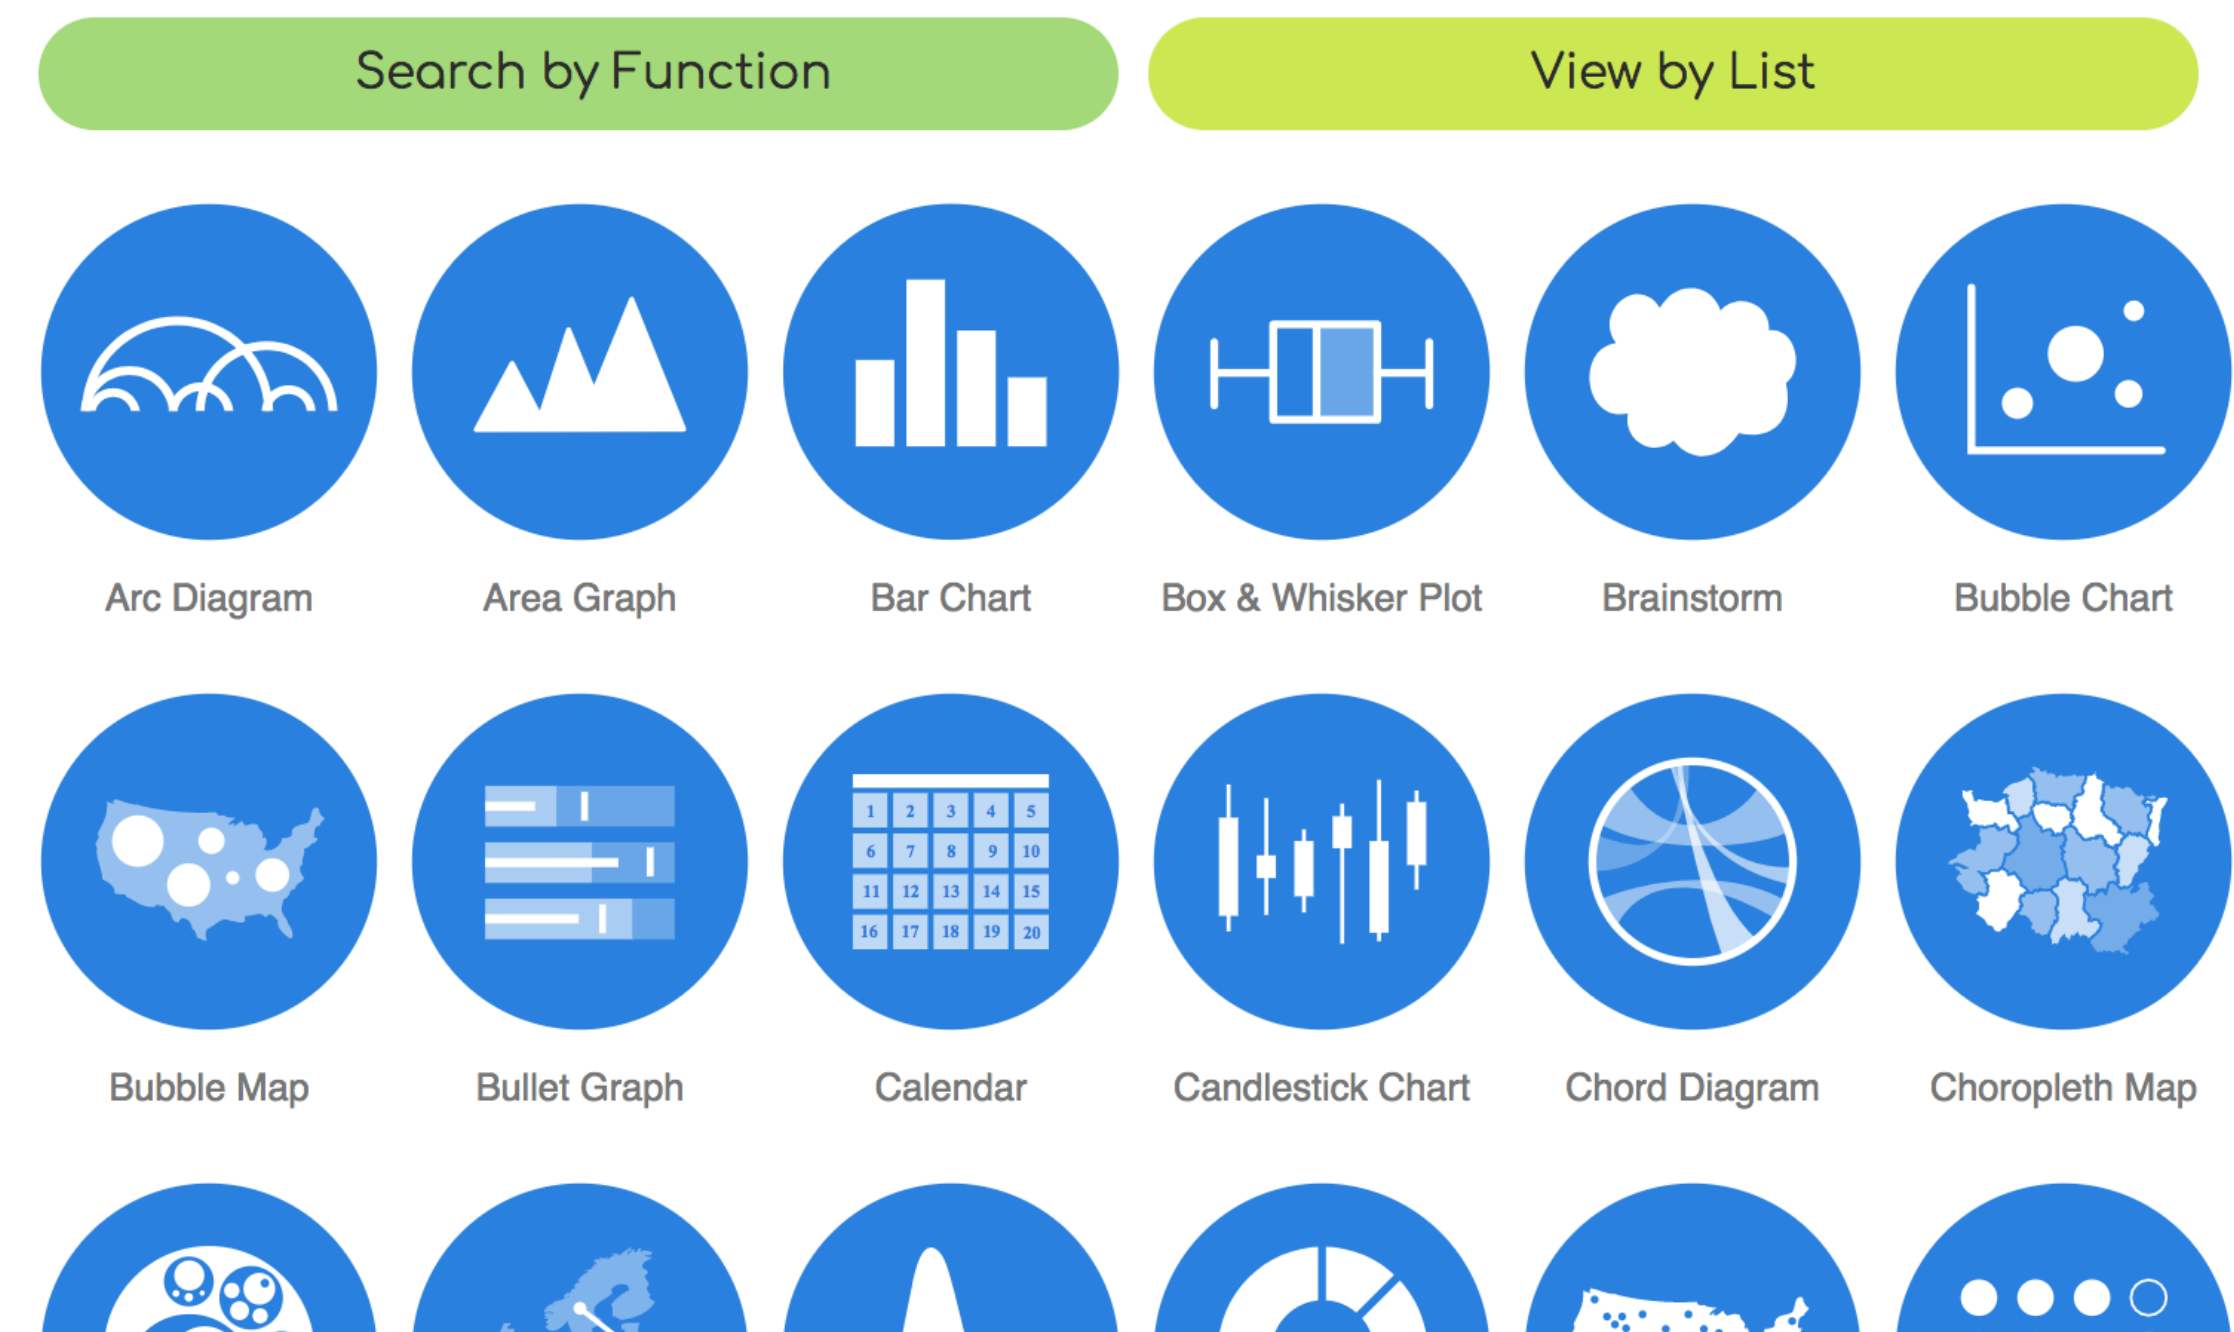 Search by Function
View by List
Arc Diagram
Area Graph
Bar Chart
Box & Whisker Plot
Brainstorm
Bubble Chart
1 2 3 4 5
6 7 8 9 10
11 12 13 14 15
16 17 18 19 20
Bubble Map
Bullet Graph
Calendar
Candlestick Chart
Chord Diagram
Choropleth Map